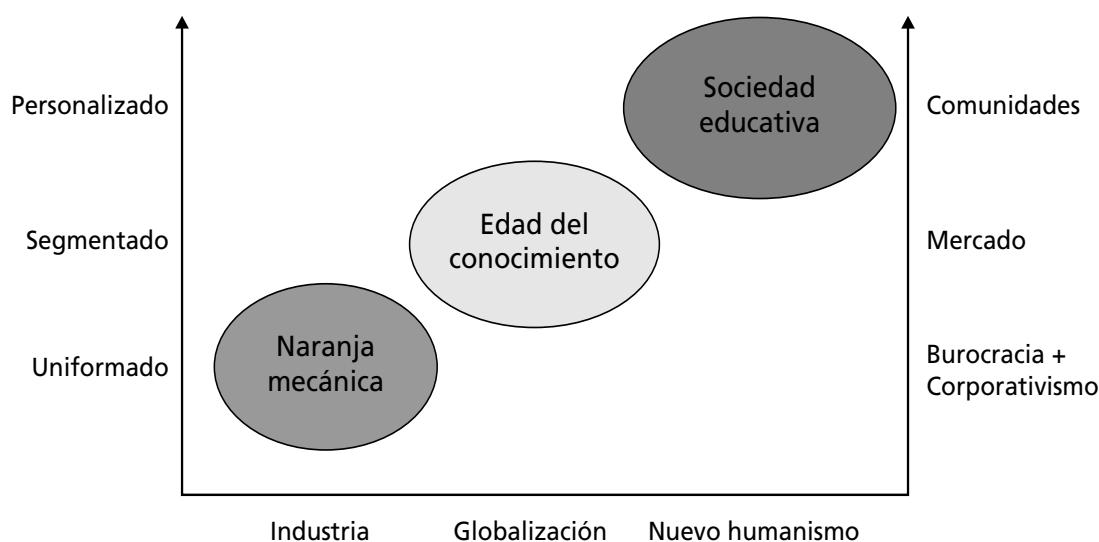 Sociedad
educativa
Personalizado
Comunidades
Edad del
conocimiento
Segmentado
Mercado
Naranja
mecánica
Uniformado
Burocracia +
Corporativismo
Industria
Globalización
Nuevo humanismo